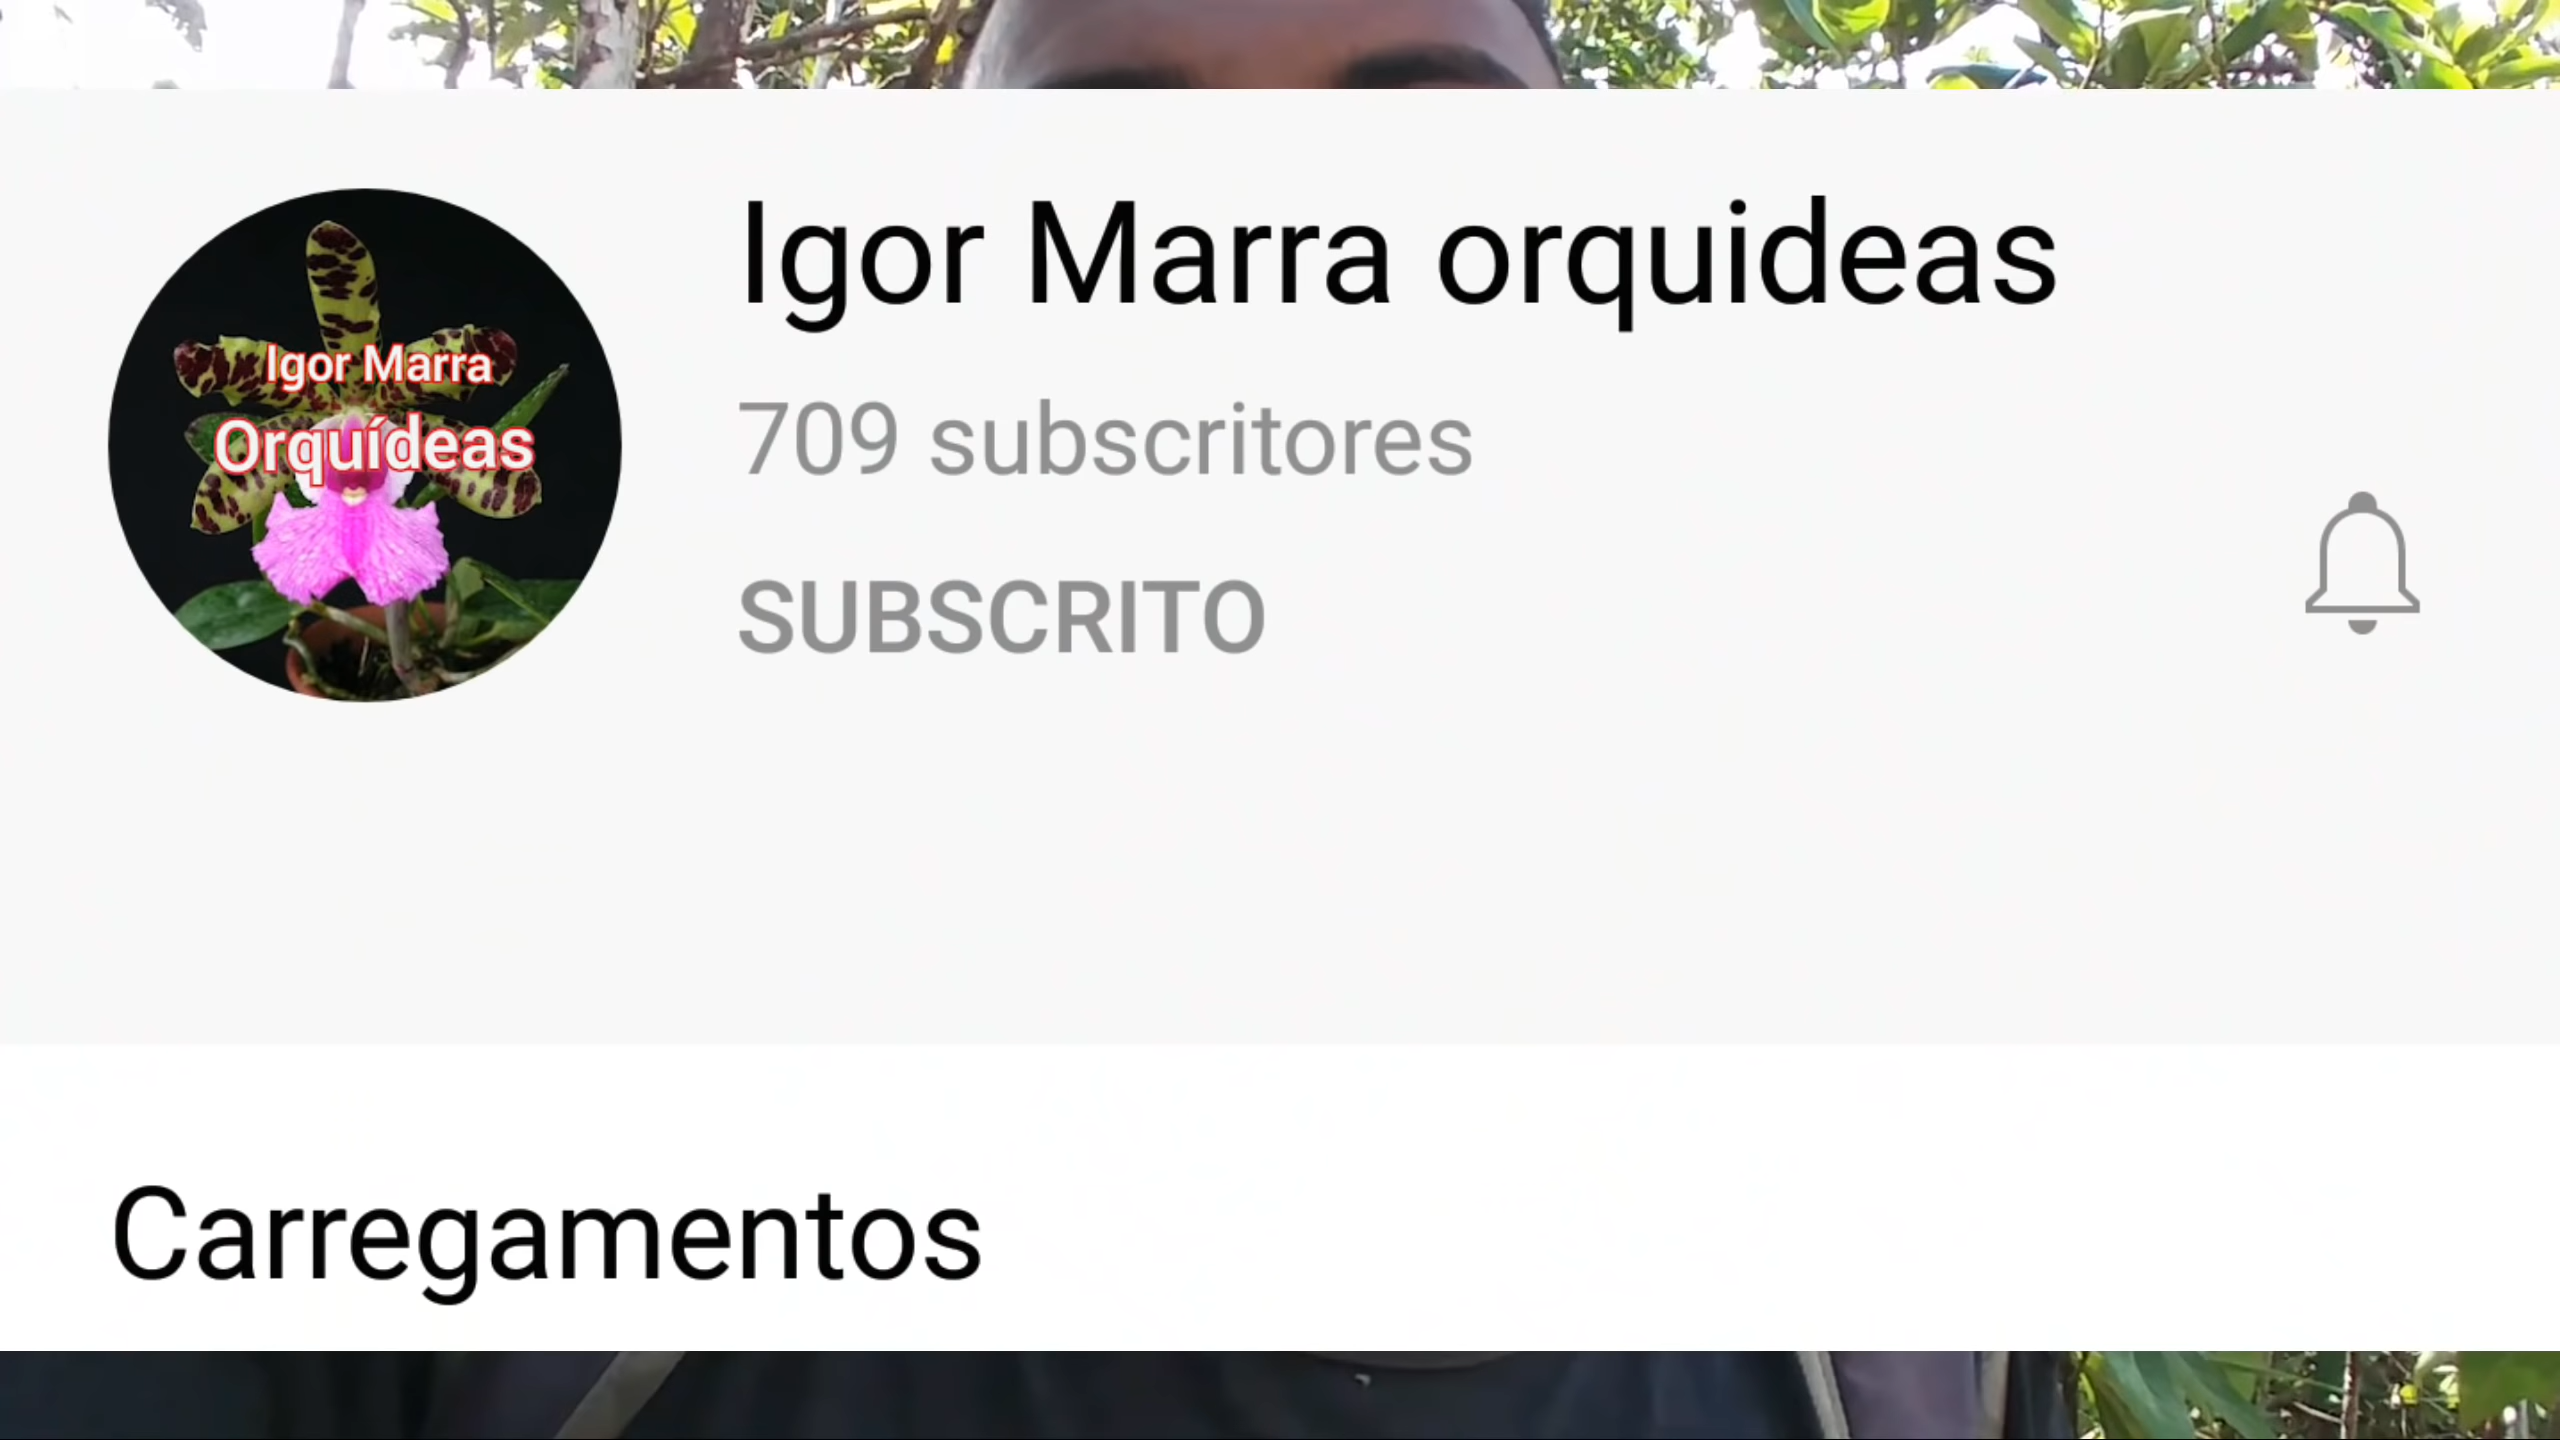 Igor Marra orquideas
Igor Marra
Orquídeas
709 subscritores
SUBSCRITO
Carregamentos